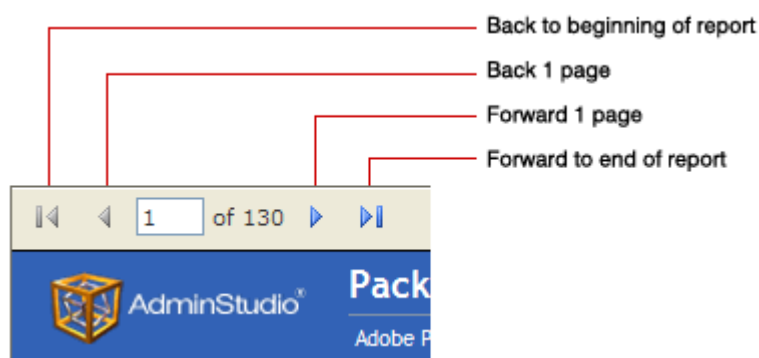 Back to beginning of report
Back 1 page
Forward 1 page
Forward to end of report
1 of 130
AdminStudio®
Pack
Adobe P